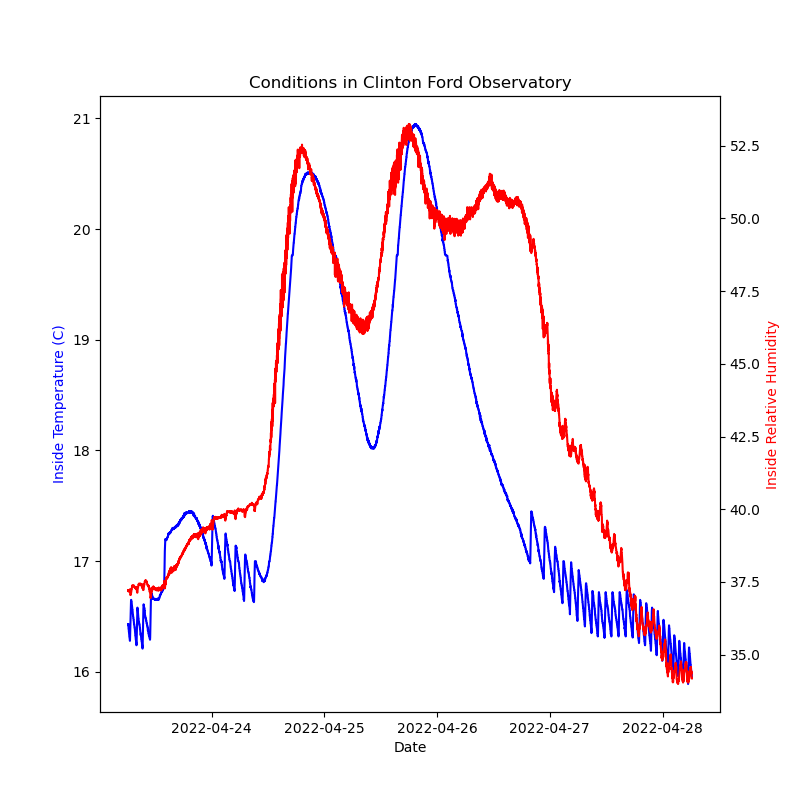 Conditions in Clinton Ford Observatory
21
20
19
18
17
16
Inside Temperature (C)
52.5
50.0
47.5
45.0
42.5
40.0
37.5
35.0
Inside Relative Humidity
2022-04-24 2022-04-25 2022-04-26 2022-04-27 2022-04-28
Date